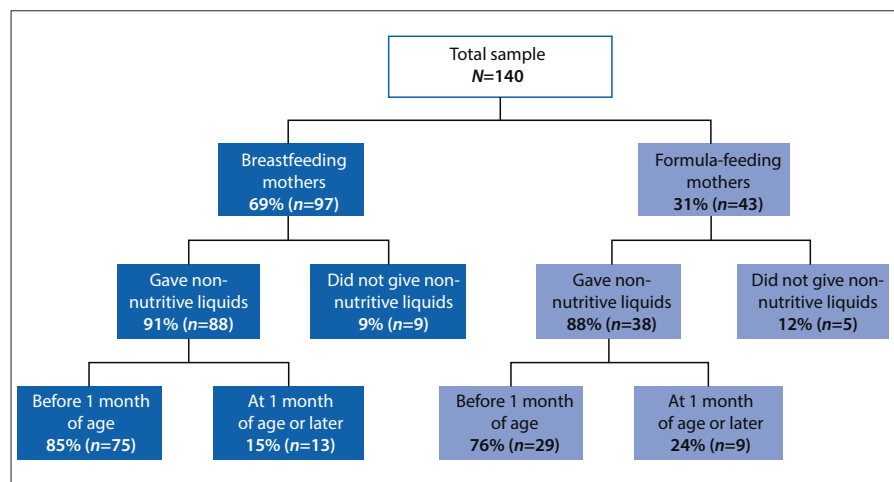 Total sample
N=140
Breastfeeding
mothers
69% (n=97)
Formula-feeding
mothers
31% (n=43)
Gave non-
nutritive liquids
91% (n=88)
Did not give non-
nutritive liquids
9% (n=9)
Gave non-
nutritive liquids
88% (n=38)
Did not give non-
nutritive liquids
12% (n=5)
Before 1 month
of age
85% (n=75)
At 1 month
of age or later
15% (n=13)
Before 1 month
of age
76% (n=29)
At 1 month
of age or later
24% (n=9)